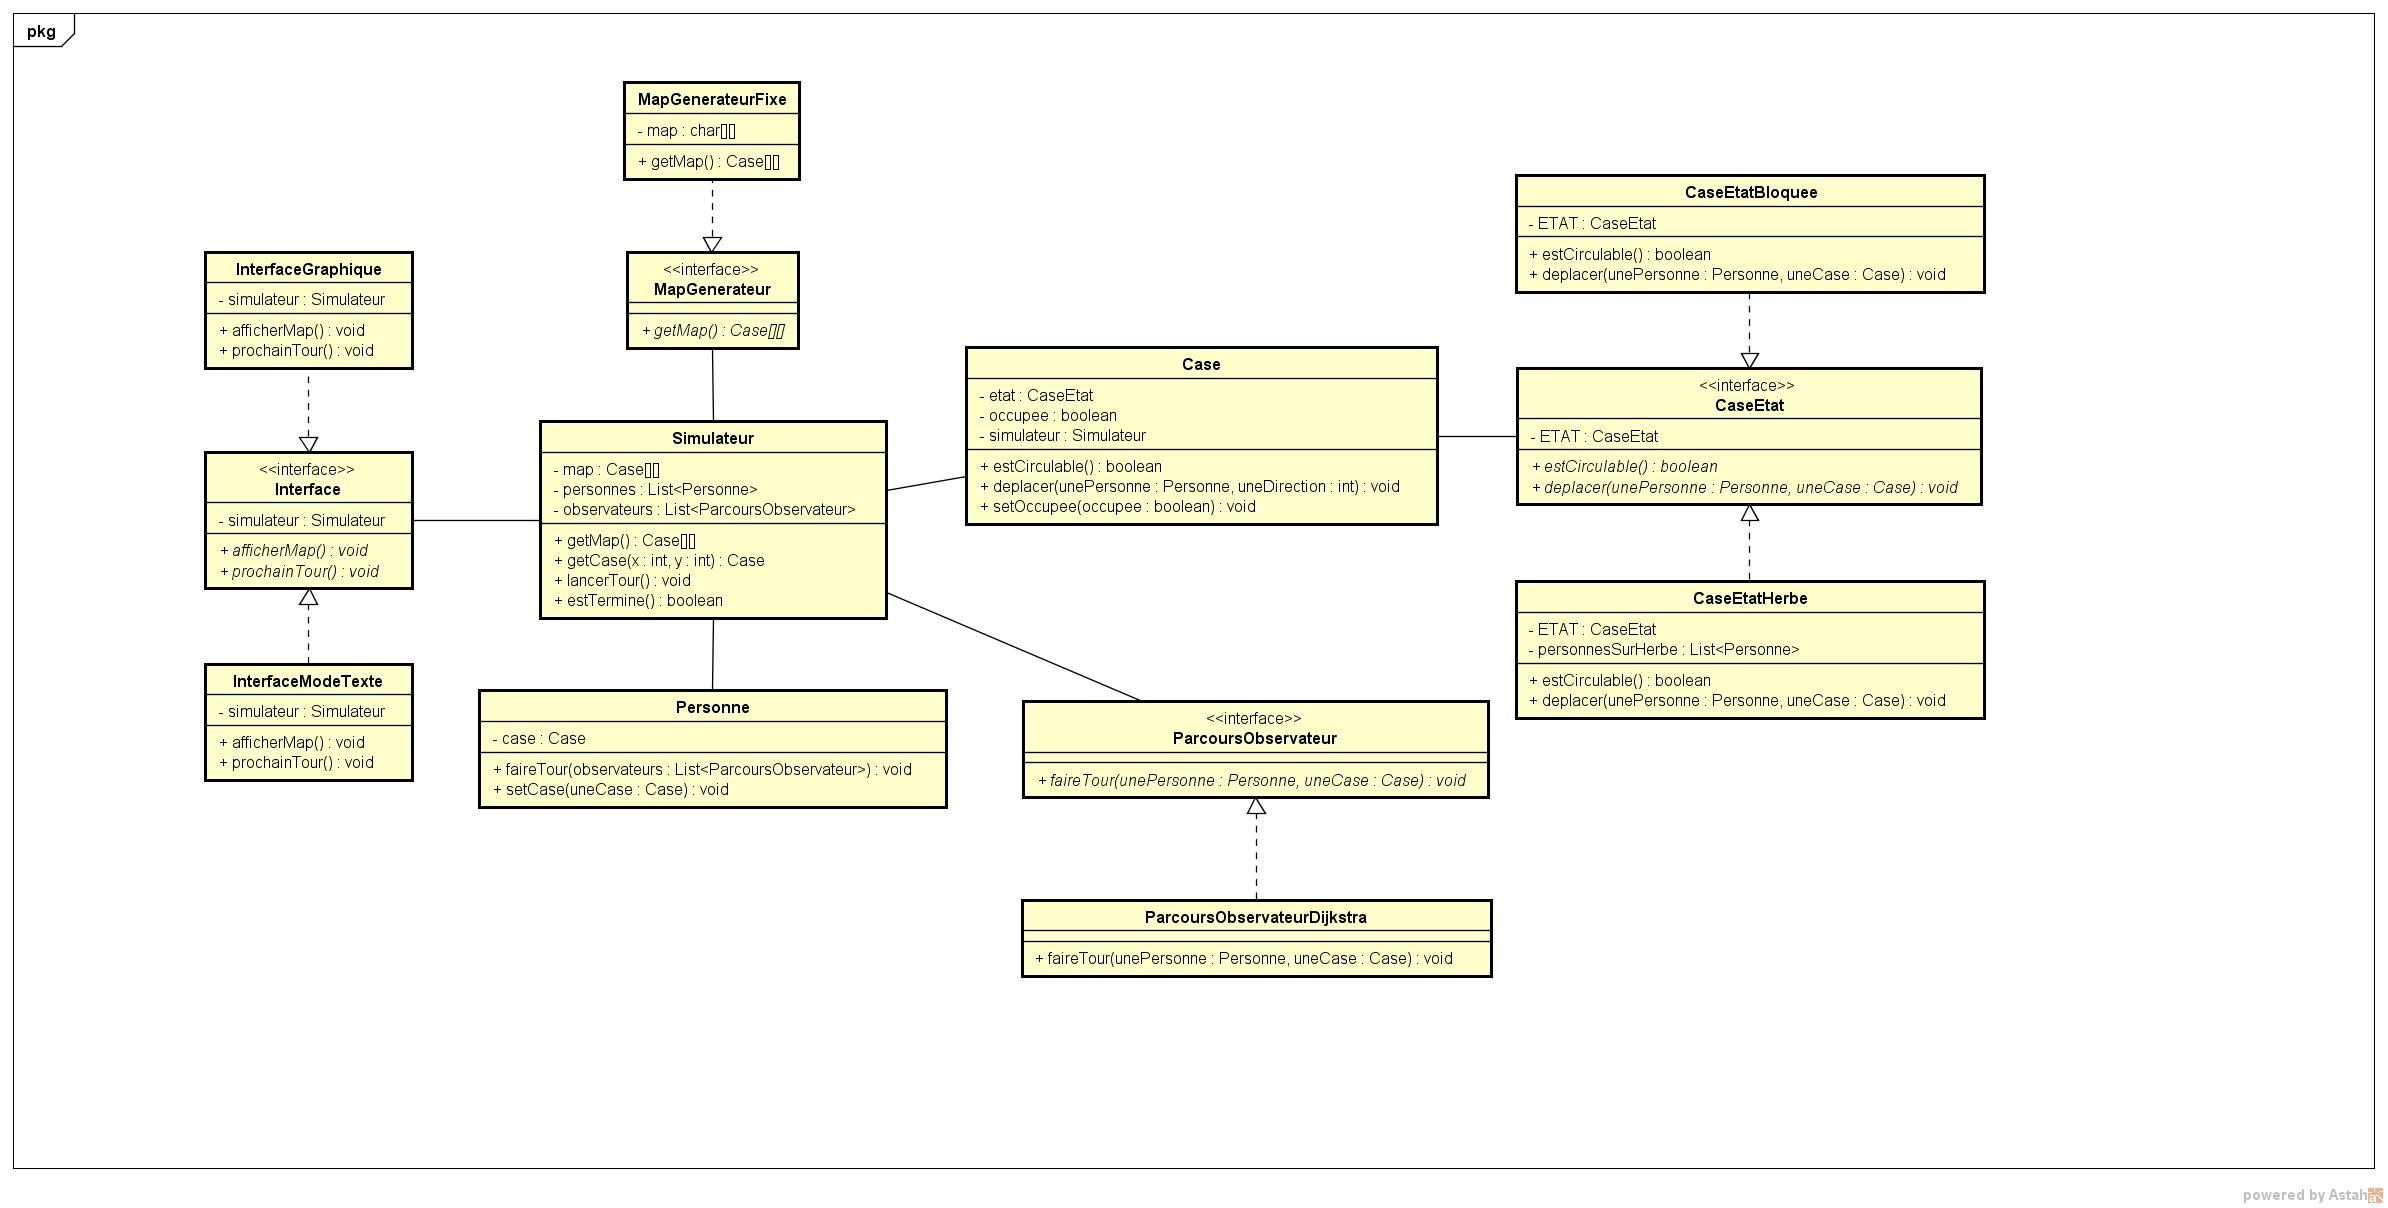 pkg
MapGenerateurFixe
- map : char[][]
+ getMap() : Case[][]
<<interface>>
MapGenerateur
+ getMap() : Case[][]
InterfaceGraphique
- simulateur : Simulateur
+ afficherMap() : void
+ prochainTour() : void
<<interface>>
Interface
- simulateur : Simulateur
+ afficherMap() : void
+ prochainTour() : void
InterfaceModeTexte
- simulateur : Simulateur
+ afficherMap() : void
+ prochainTour() : void
Simulateur
- map : Case[][]
- personnes : List<Personne>
- observateurs : List<ParcoursObservateur>
+ getMap() : Case[][]
+ getCase(x : int, y : int) : Case
+ lancerTour() : void
+ estTermine() : boolean
Personne
- case : Case
+ faireTour(observateurs : List<ParcoursObservateur>) : void
+ setCase(uneCase : Case) : void
Case
- etat : CaseEtat
- occupee : boolean
- simulateur : Simulateur
+ estCirculable() : boolean
+ deplacer(unePersonne : Personne, uneDirection : int) : void
+ setOccupee(occupee : boolean) : void
<<interface>>
ParcoursObservateur
+ faireTour(unePersonne : Personne, uneCase : Case) : void
ParcoursObservateurDijkstra
+ faireTour(unePersonne : Personne, uneCase : Case) : void
CaseEtatBloquee
- ETAT : CaseEtat
+ estCirculable() : boolean
+ deplacer(unePersonne : Personne, uneCase : Case) : void
<<interface>>
CaseEtat
- ETAT : CaseEtat
+ estCirculable() : boolean
+ deplacer(unePersonne : Personne, uneCase : Case) : void
CaseEtatHerbe
- ETAT : CaseEtat
- personnesSurHerbe : List<Personne>
+ estCirculable() : boolean
+ deplacer(unePersonne : Personne, uneCase : Case) : void
powered by Astah